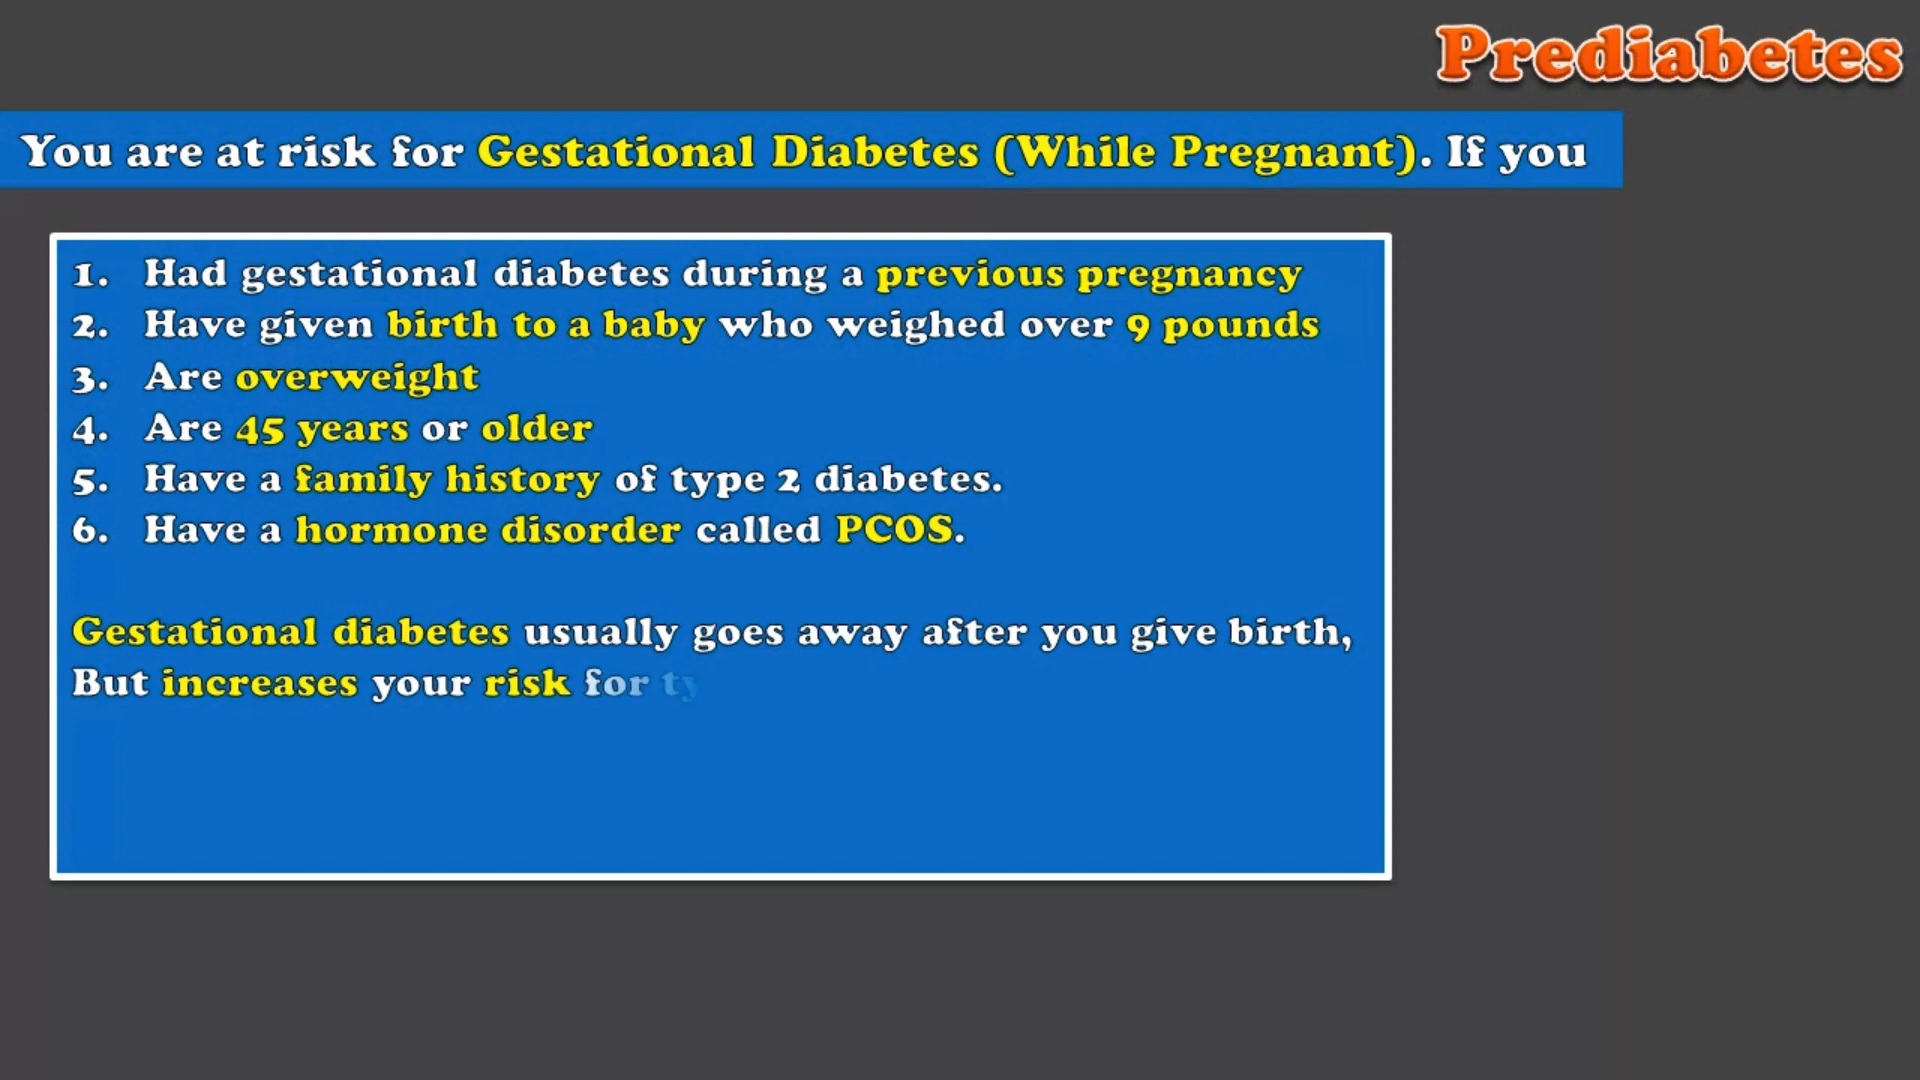 Prediabetes
You are at risk for Gestational Diabetes (While Pregnant). If you
1. Had gestational diabetes during a previous pregnancy
2. Have given birth to a baby who weighed over 9 pounds
3. Are overweight
4. Are 45 years or older
5. Have a family history of type 2 diabetes.
6. Have a hormone disorder called PCOS.
Gestational diabetes usually goes away after you give birth,
But increases your risk for ty